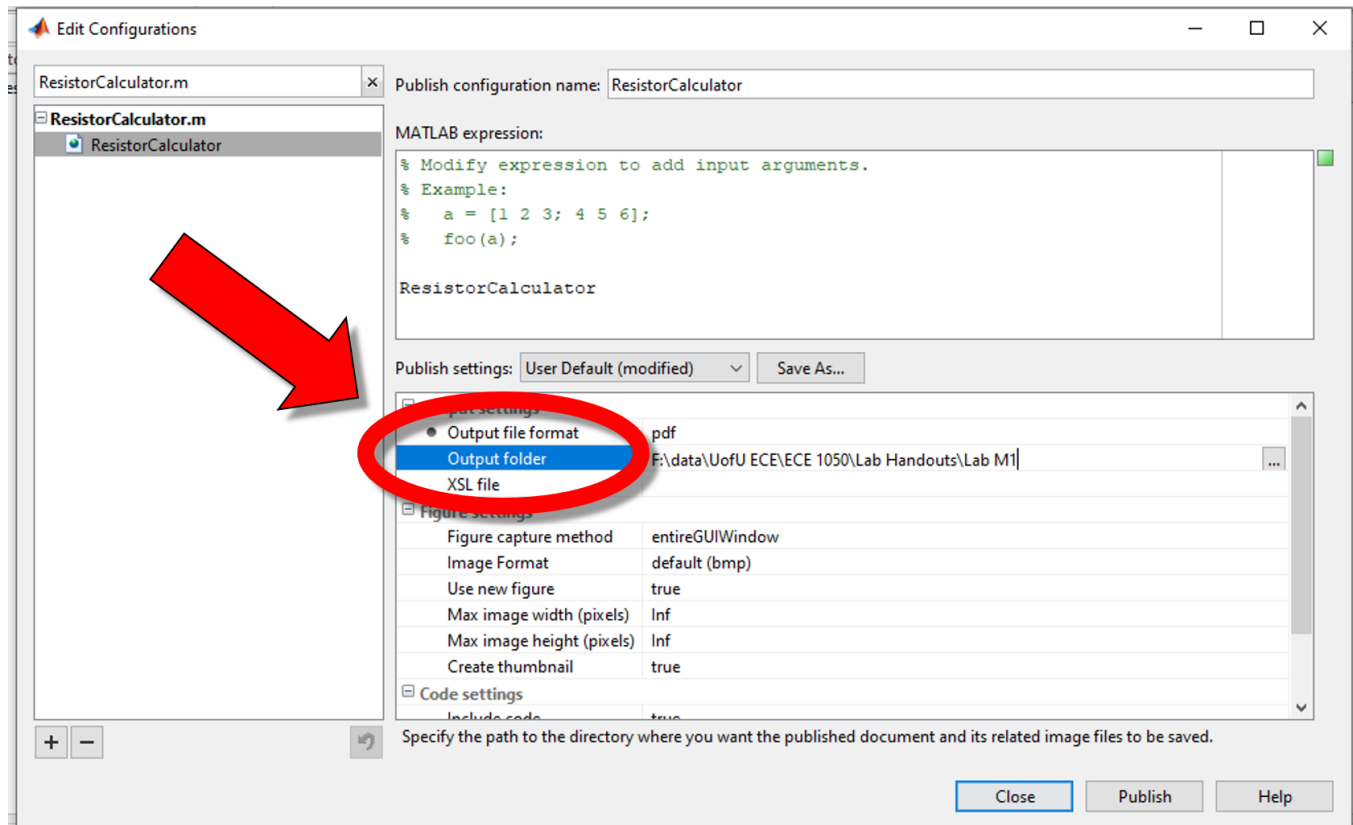 Edit Configurations
ResistorCalculator.m
Publish configuration name: ResistorCalculator
ResistorCalculator.m
ResistorCalculator
MATLAB expression:
% Modify expression to add input arguments.
% Example:
%   a = [1 2 3; 4 5 6];
%   foo(a);
ResistorCalculator
Publish settings: User Default (modified) Save As...
settings
Output file format pdf
Output folder F:\data\UofU ECE\ECE 1050\Lab Handouts\Lab M1 ...
XSL file
Figure settings
Figure capture method entireGUIWindow
Image Format default (bmp)
Use new figure true
Max image width (pixels) Inf
Max image height (pixels) Inf
Create thumbnail true
Code settings
Include code true
Specify the path to the directory where you want the published document and its related image files to be saved.
Close Publish Help